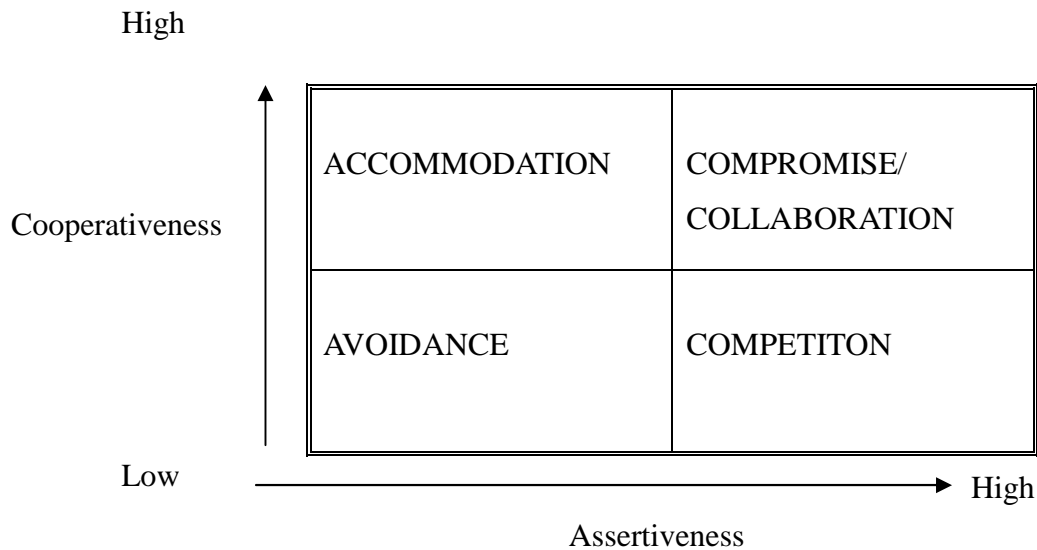 High
ACCOMMODATION
COMPROMISE/
COLLABORATION
Cooperativeness
AVOIDANCE
COMPETITON
Low
High
Assertiveness